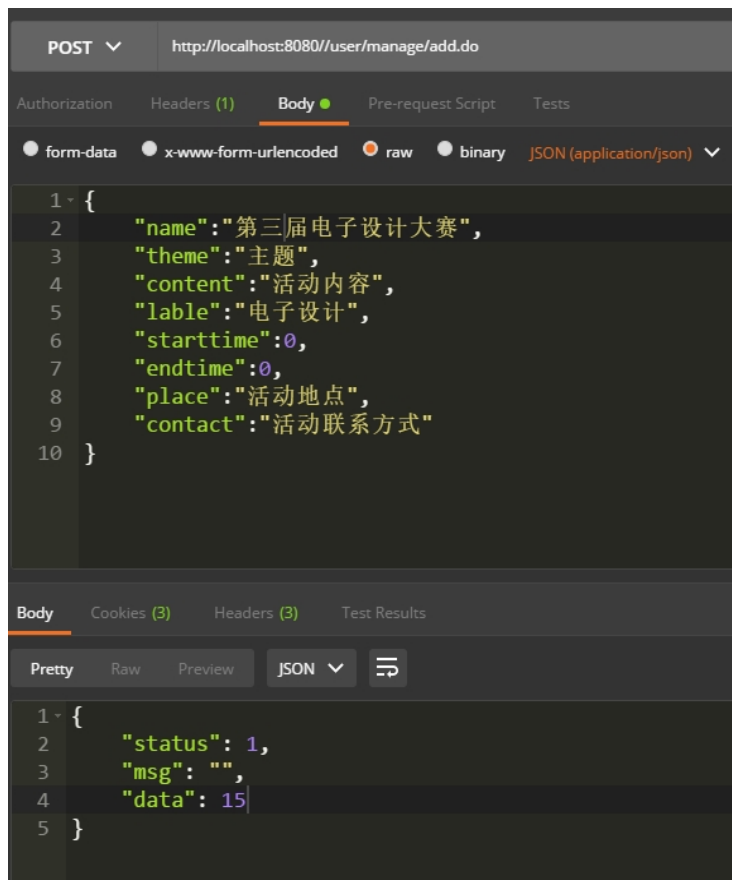 POST http://localhost:8080//user/manage/add.do
Authorization Headers (1) Body Pre-request Script Tests
form-data x-www-form-urlencoded raw binary JSON (application/json)
1 {
2 "name":"第三届电子设计大赛",
3 "theme":"主题",
4 "content":"活动内容",
5 "lable":"电子设计",
6 "starttime":0,
7 "endtime":0,
8 "place":"活动地点",
9 "contact":"活动联系方式"
10 }
Body Cookies (3) Headers (3) Test Results
Pretty Raw Preview JSON
1 {
2 "status": 1,
3 "msg": "",
4 "data": 15
5 }